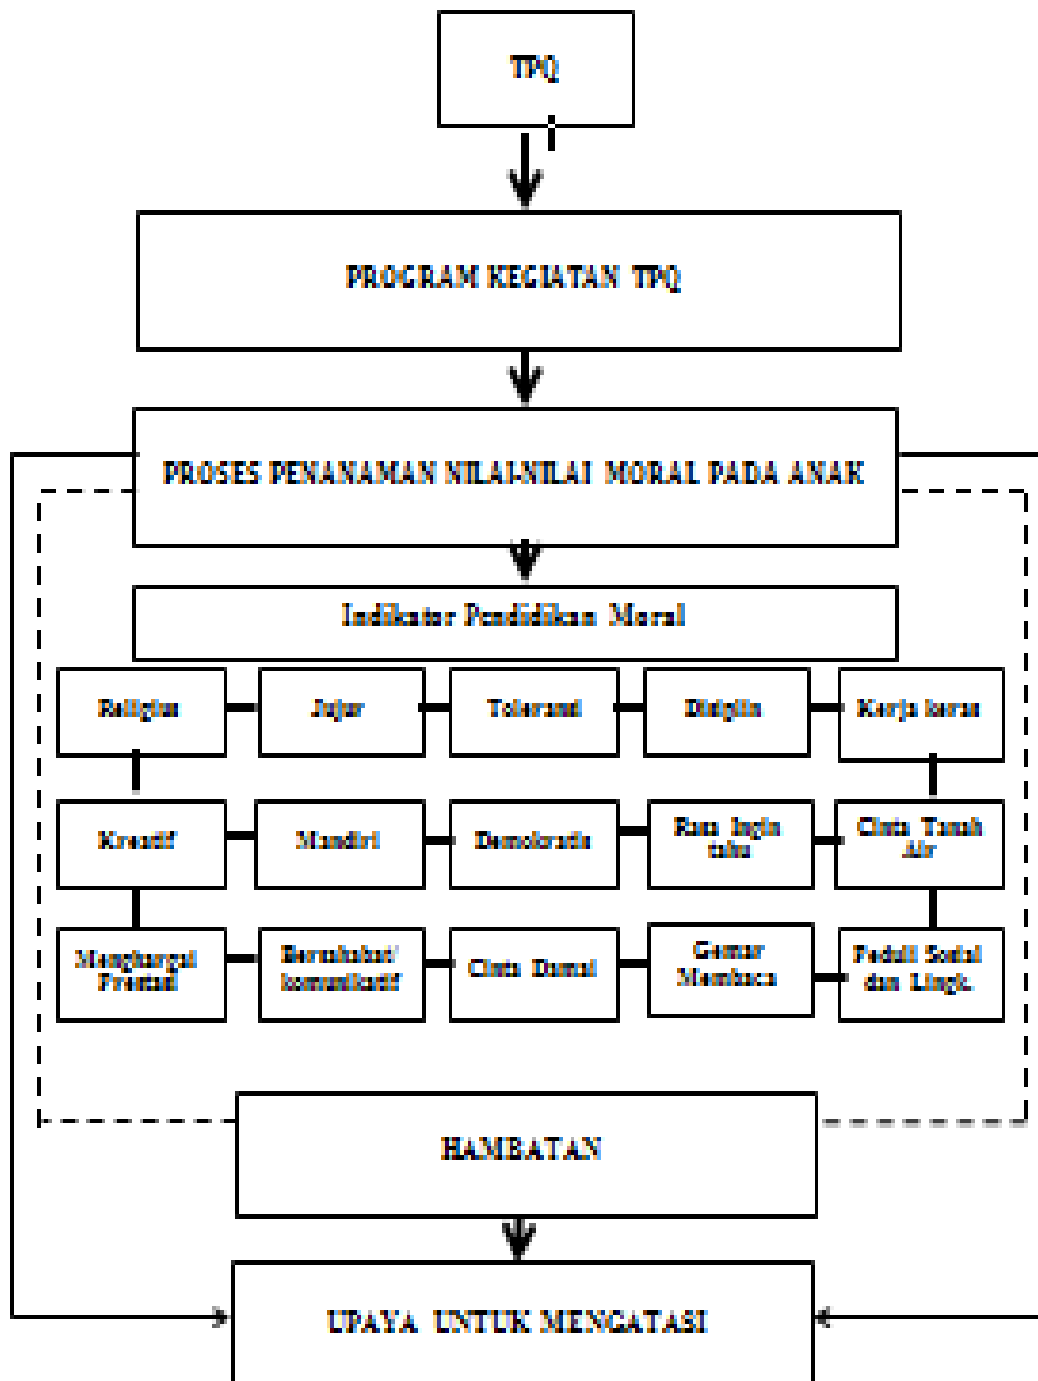 TPQ
PROGRAM KEGIATAN TPQ
PROSES PENANAMAN NILAI-NILAI MORAL PADA ANAK
Indikator Pendidikan Moral
Religius
Jujur
Toleransi
Disiplin
Kerja keras
Kreatif
Mandiri
Demokratis
Rasa Ingin
tahu
Cinta Tanah
Air
Menghargai
Prestasi
Bersahabat/
komunikatif
Cinta Damai
Gemar
Membaca
Peduli Sosial
dan Lingk.
HAMBATAN
UPAYA UNTUK MENGATASI